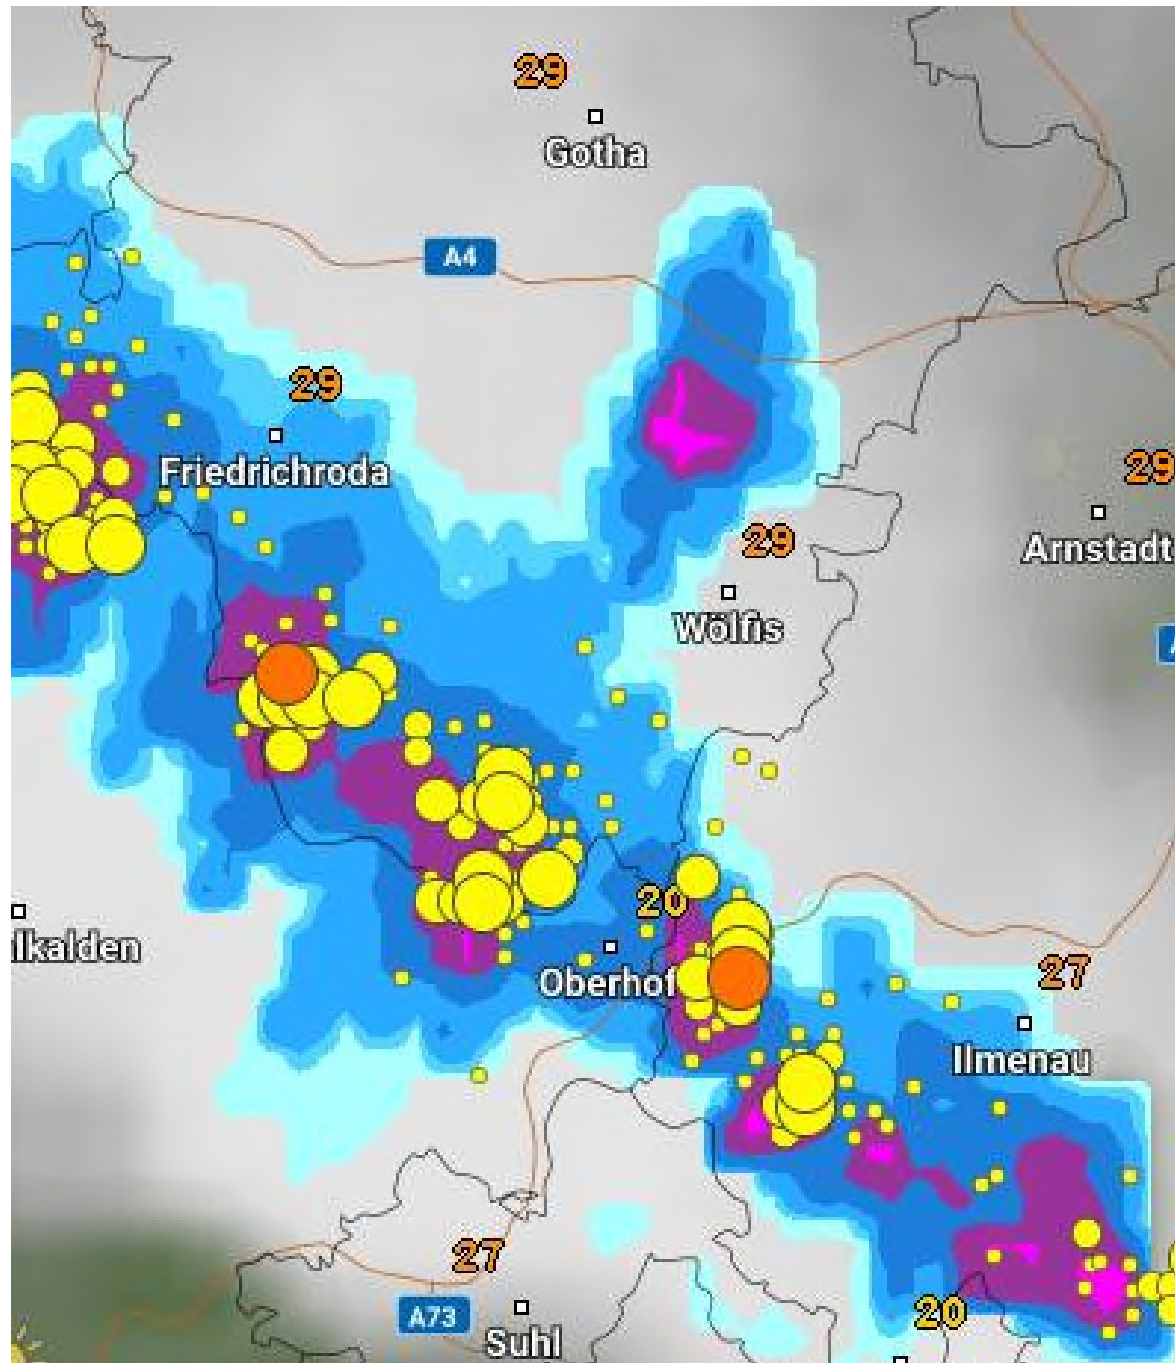 29
Gotha
A4
29
Friedrichroda
29
Arnstadt
29
Wölfis
A
20
lkalden
Oberhof
27
Ilmenau
27
20
A73
Suhl